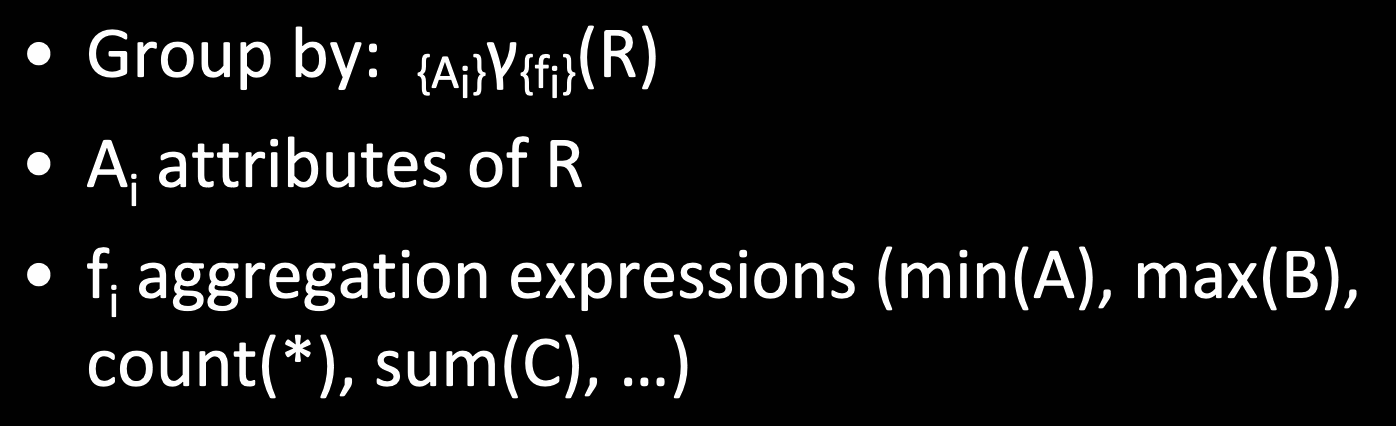 • Group by: {Aᵢ}γ{fᵢ}(R)
• Aᵢ attributes of R
• fᵢ aggregation expressions (min(A), max(B),
count(*), sum(C), …)